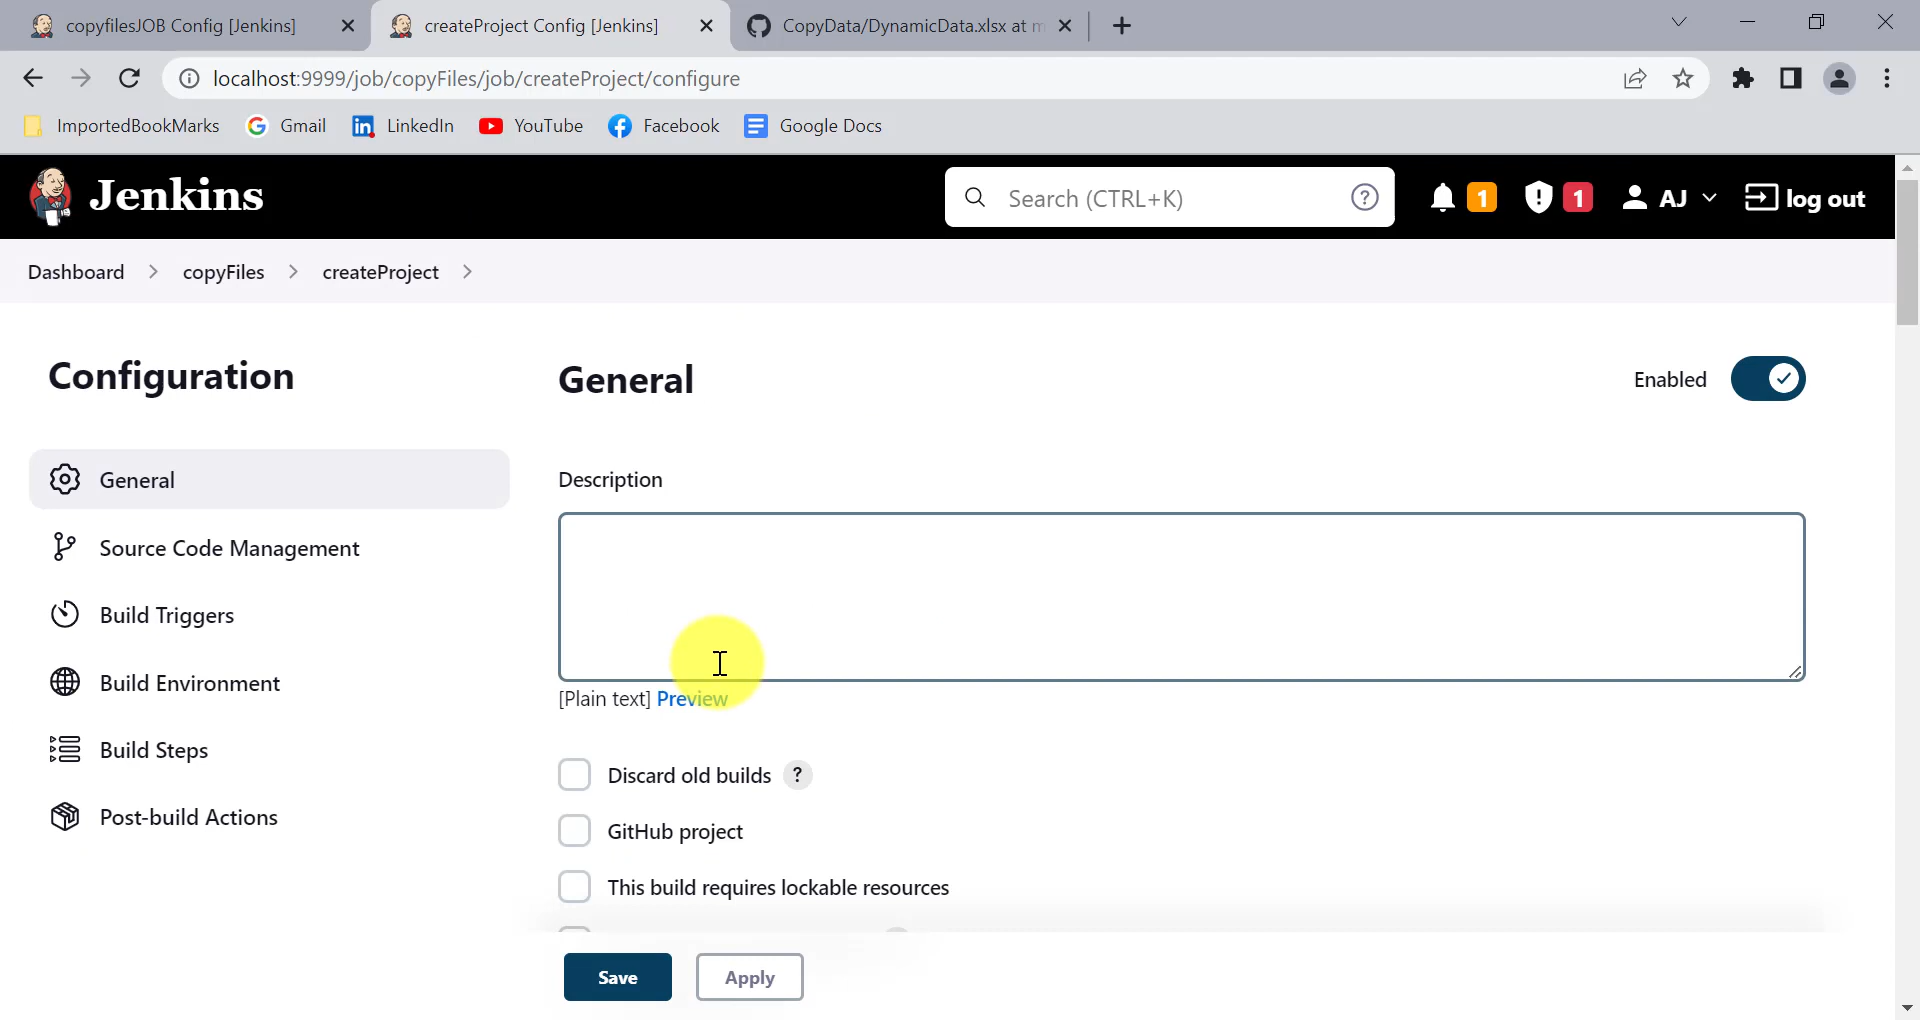 copyfilesJOB Config [Jenkins]
createProject Config [Jenkins]
CopyData/DynamicData.xlsx at m
localhost:9999/job/copyFiles/job/createProject/configure
ImportedBookMarks
Gmail
LinkedIn
YouTube
Facebook
Google Docs
Jenkins
Search (CTRL+K)
?
1
1
AJ
log out
Dashboard
copyFiles
createProject
Configuration
General
Enabled
General
Source Code Management
Build Triggers
Build Environment
Build Steps
Post-build Actions
Description
[Plain text] Preview
Discard old builds ?
GitHub project
This build requires lockable resources
Save
Apply